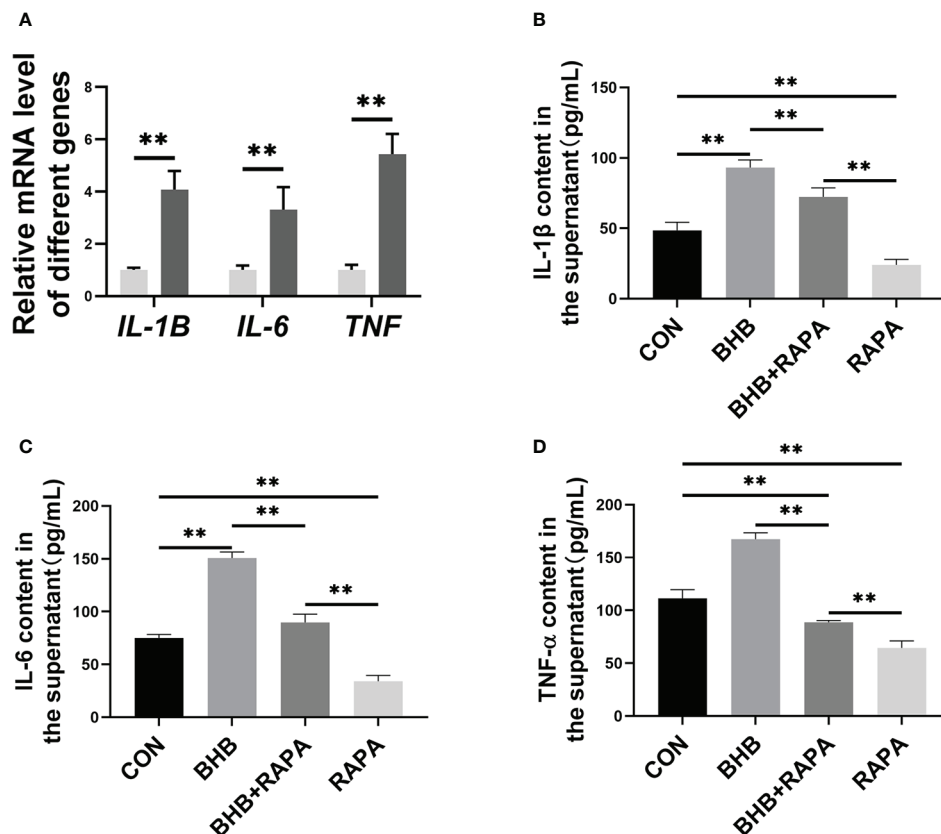 A
Relative mRNA level
of different genes
8
6
4
2
0
**
**
**
IL-1B
IL-6
TNF
B
IL-1β content in
the supernatant(pg/mL)
150
100
50
0
**
**
**
**
CON
BHB
BHB+RAPA
RAPA
C
IL-6 content in
the supernatant(pg/mL)
200
150
100
50
0
**
**
**
**
CON
BHB
BHB+RAPA
RAPA
D
TNF-α content in
the supernatant(pg/mL)
200
150
100
50
0
**
**
**
**
CON
BHB
BHB+RAPA
RAPA